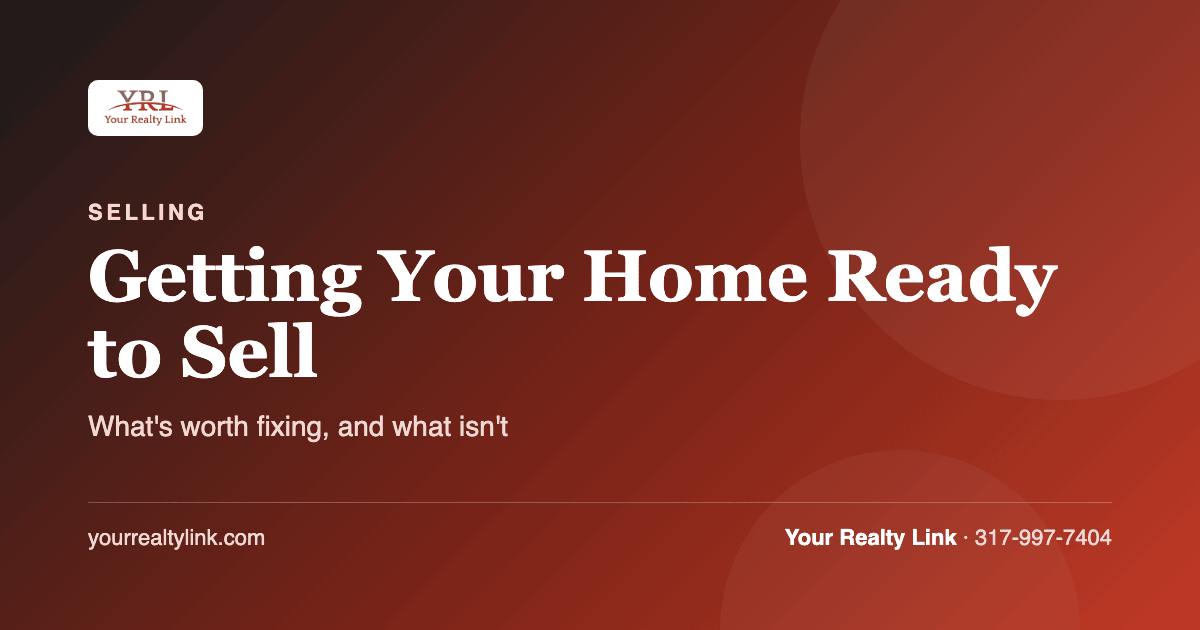 YRL
Your Realty Link
SELLING
Getting Your Home Ready
to Sell
What's worth fixing, and what isn't
yourrealtylink.com
Your Realty Link · 317-997-7404